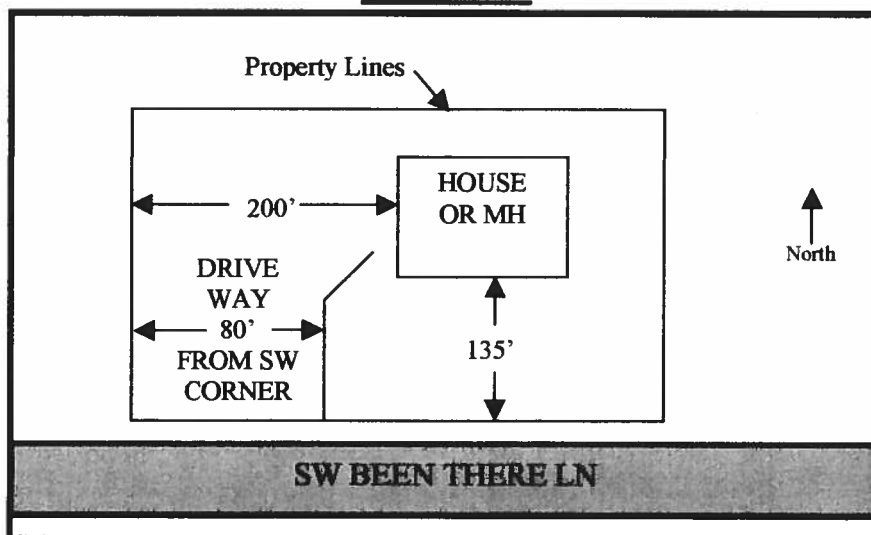 Property Lines
HOUSE
OR MH
200’
North
DRIVE
WAY
80’
FROM SW
CORNER
135’
SW BEEN THERE LN